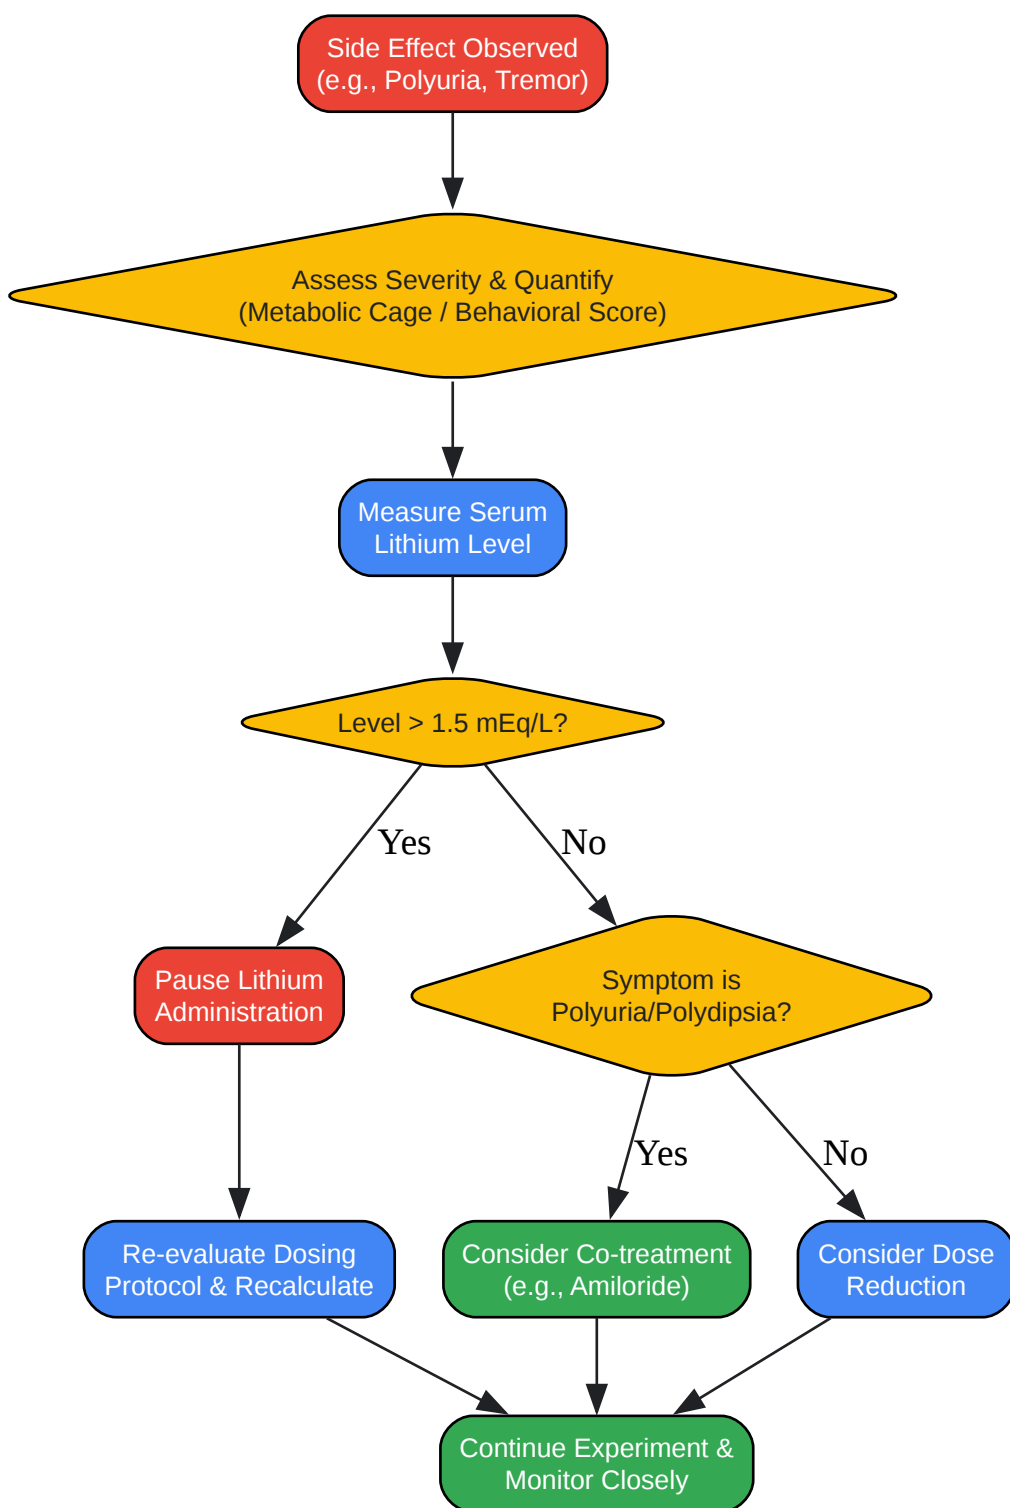 Side Effect Observed
(e.g., Polyuria, Tremor)
Assess Severity & Quantify
(Metabolic Cage / Behavioral Score)
Measure Serum
Lithium Level
Level > 1.5 mEq/L?
Yes
No
Pause Lithium
Administration
Symptom is
Polyuria/Polydipsia?
Yes
No
Re-evaluate Dosing
Protocol & Recalculate
Consider Co-treatment
(e.g., Amiloride)
Consider Dose
Reduction
Continue Experiment &
Monitor Closely